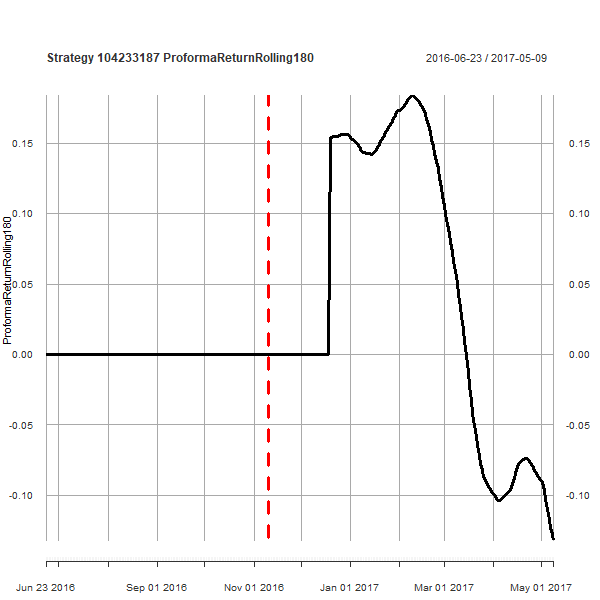 Strategy 104233187 ProformaReturnRolling180
2016-06-23 / 2017-05-09
ProformaReturnRolling180
0.15
0.10
0.05
0.00
-0.05
-0.10
0.15
0.10
0.05
0.00
-0.05
-0.10
Jun 23 2016
Sep 01 2016
Nov 01 2016
Jan 01 2017
Mar 01 2017
May 01 2017